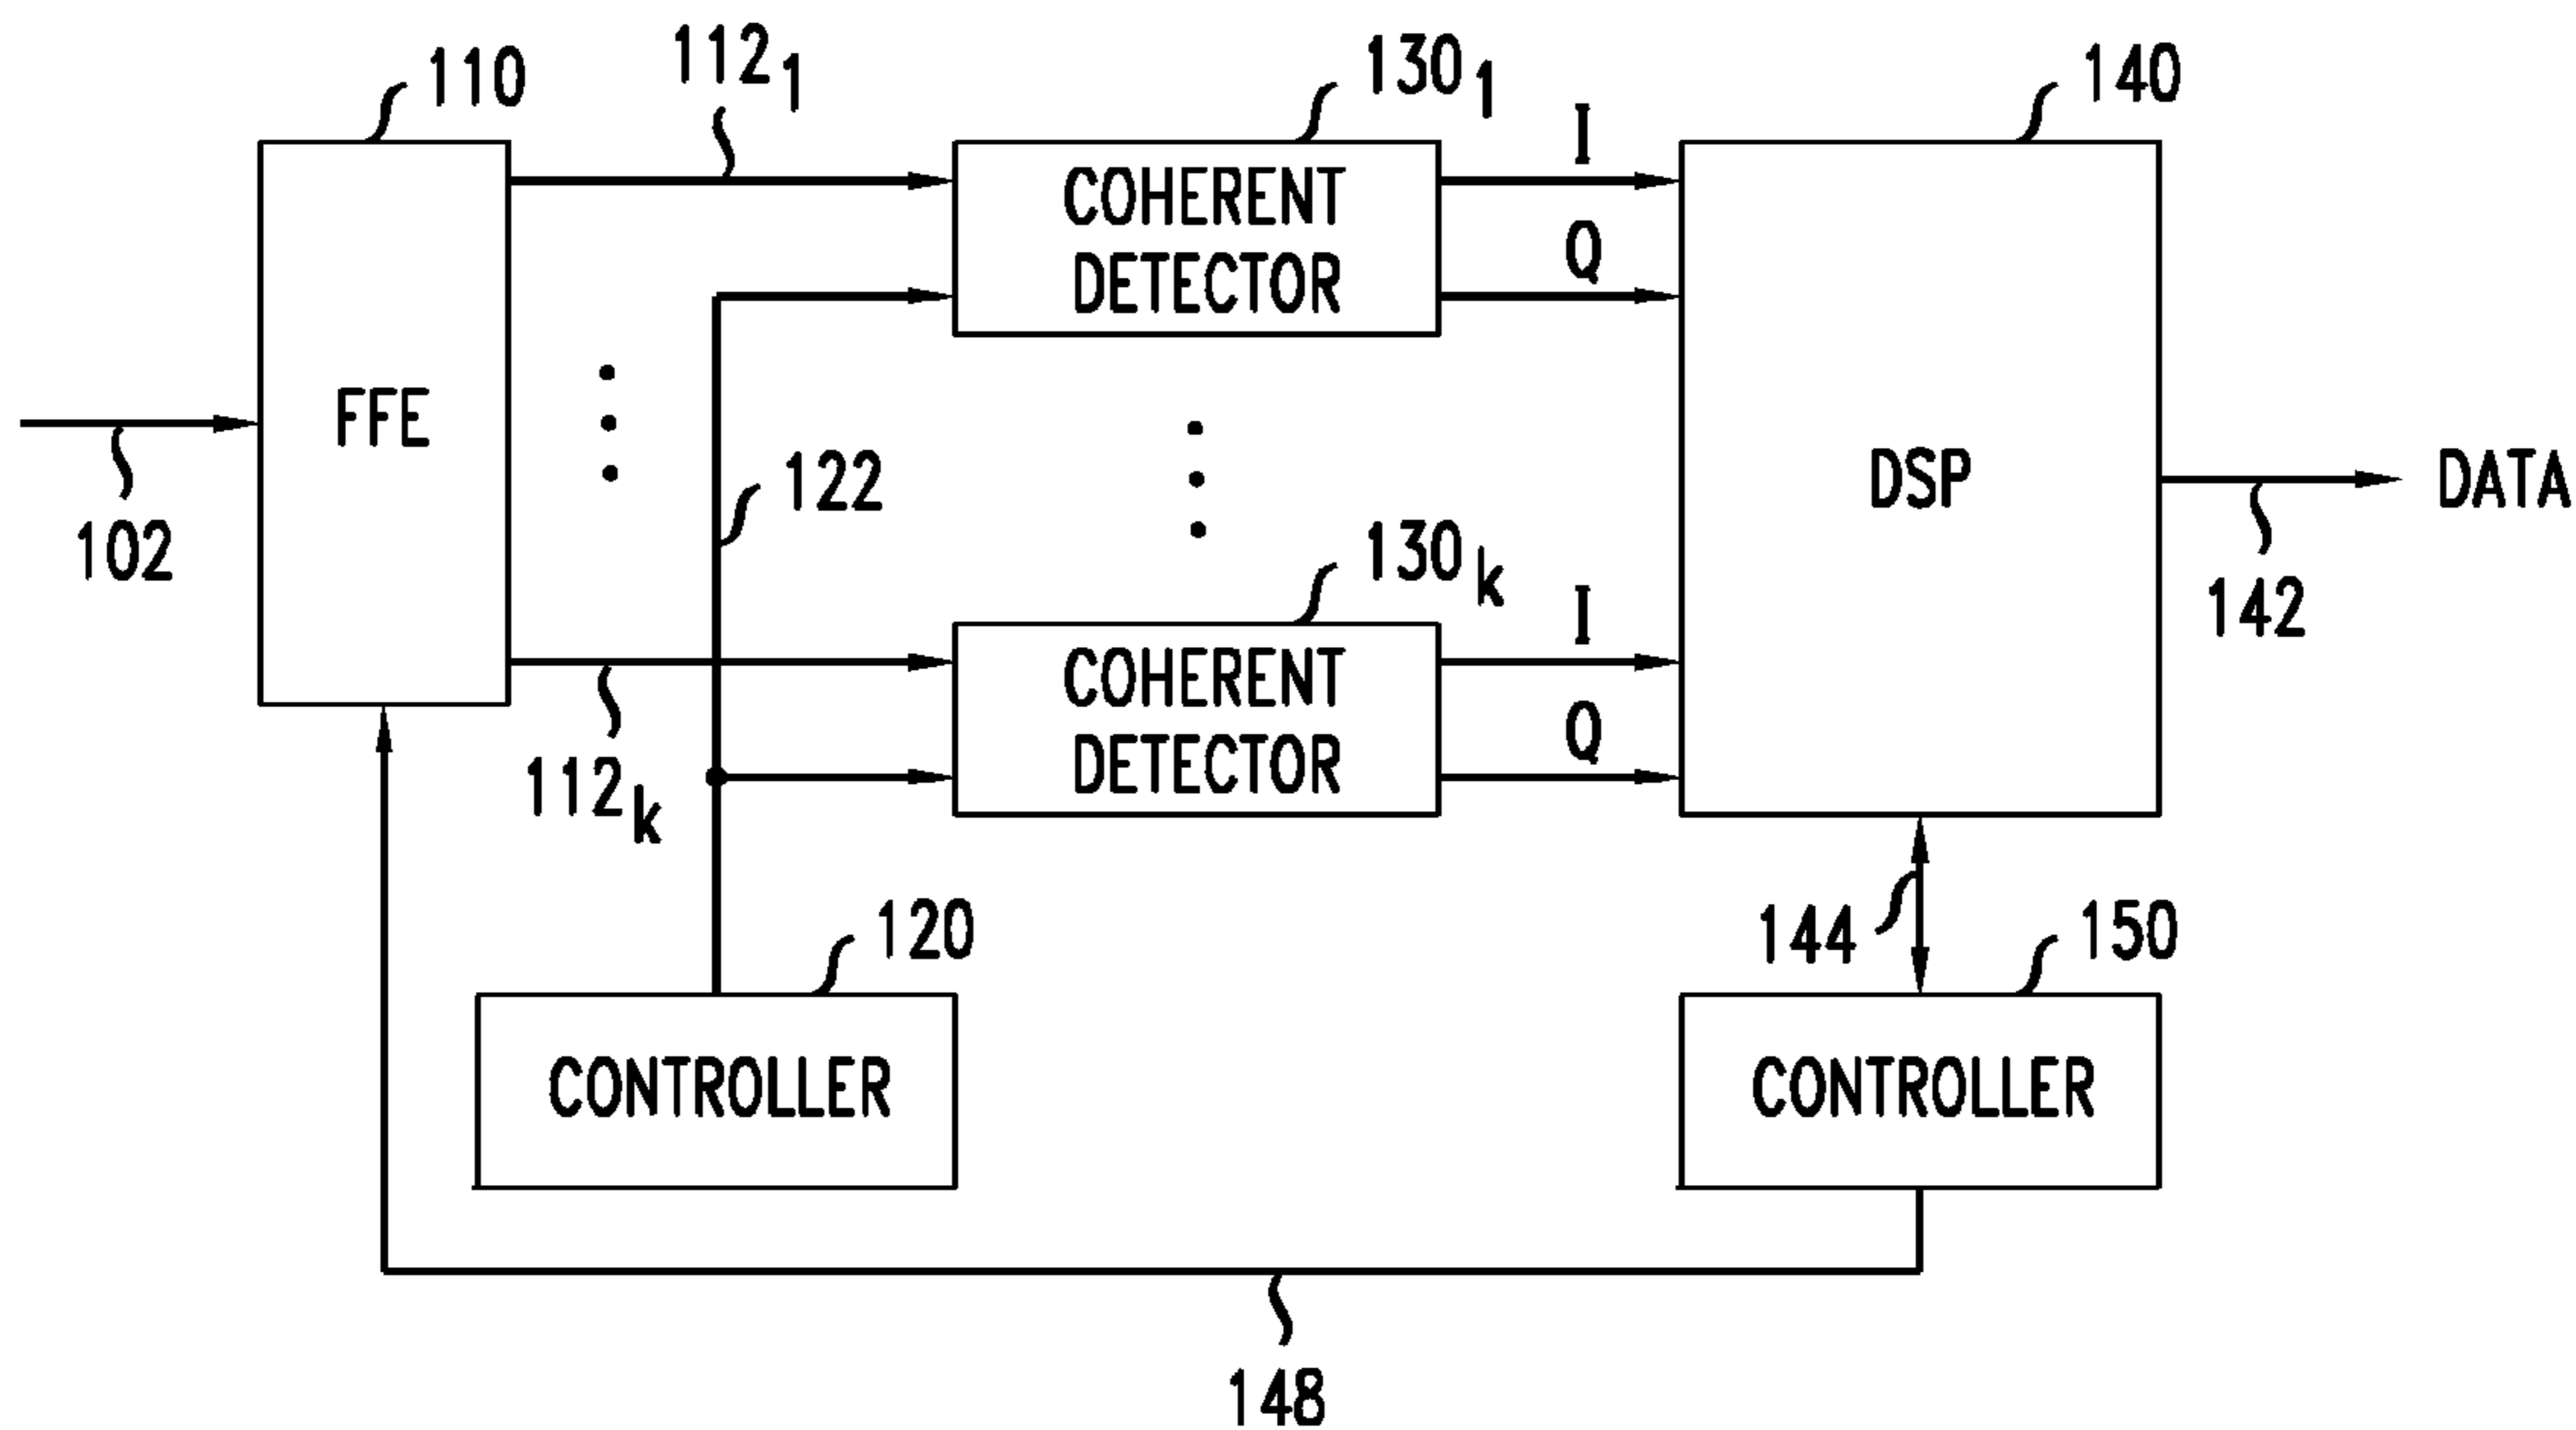 110
112₁
130₁
I
140
COHERENT
DETECTOR
Q
FFE
102
122
130ₖ
DSP
DATA
142
I
COHERENT
DETECTOR
Q
112ₖ
120
144
150
CONTROLLER
CONTROLLER
148